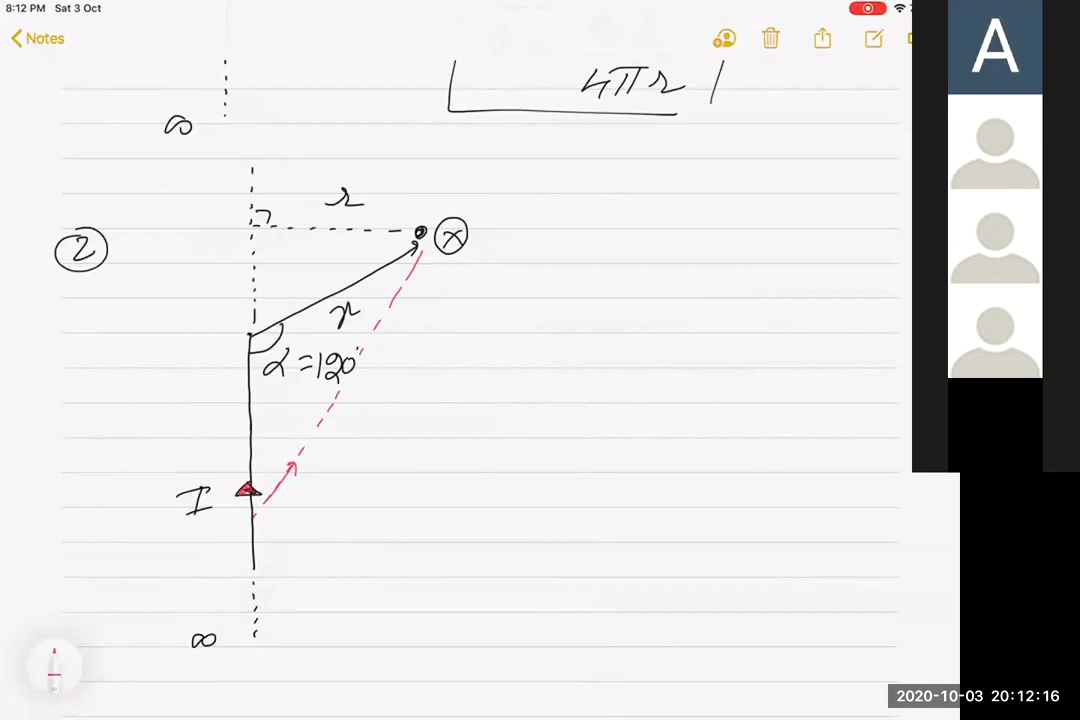 8:12 PM Sat 3 Oct
Notes
A
4πr
∞
r
②
x
α = 120°
I
∞
2020-10-03 20:12:16